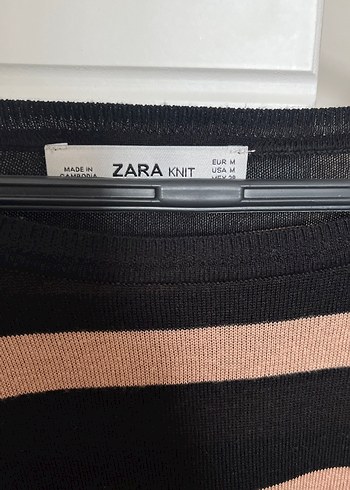 MADE IN
CAMBODIA
ZARA KNIT
EUR M
USA M
MEX 28